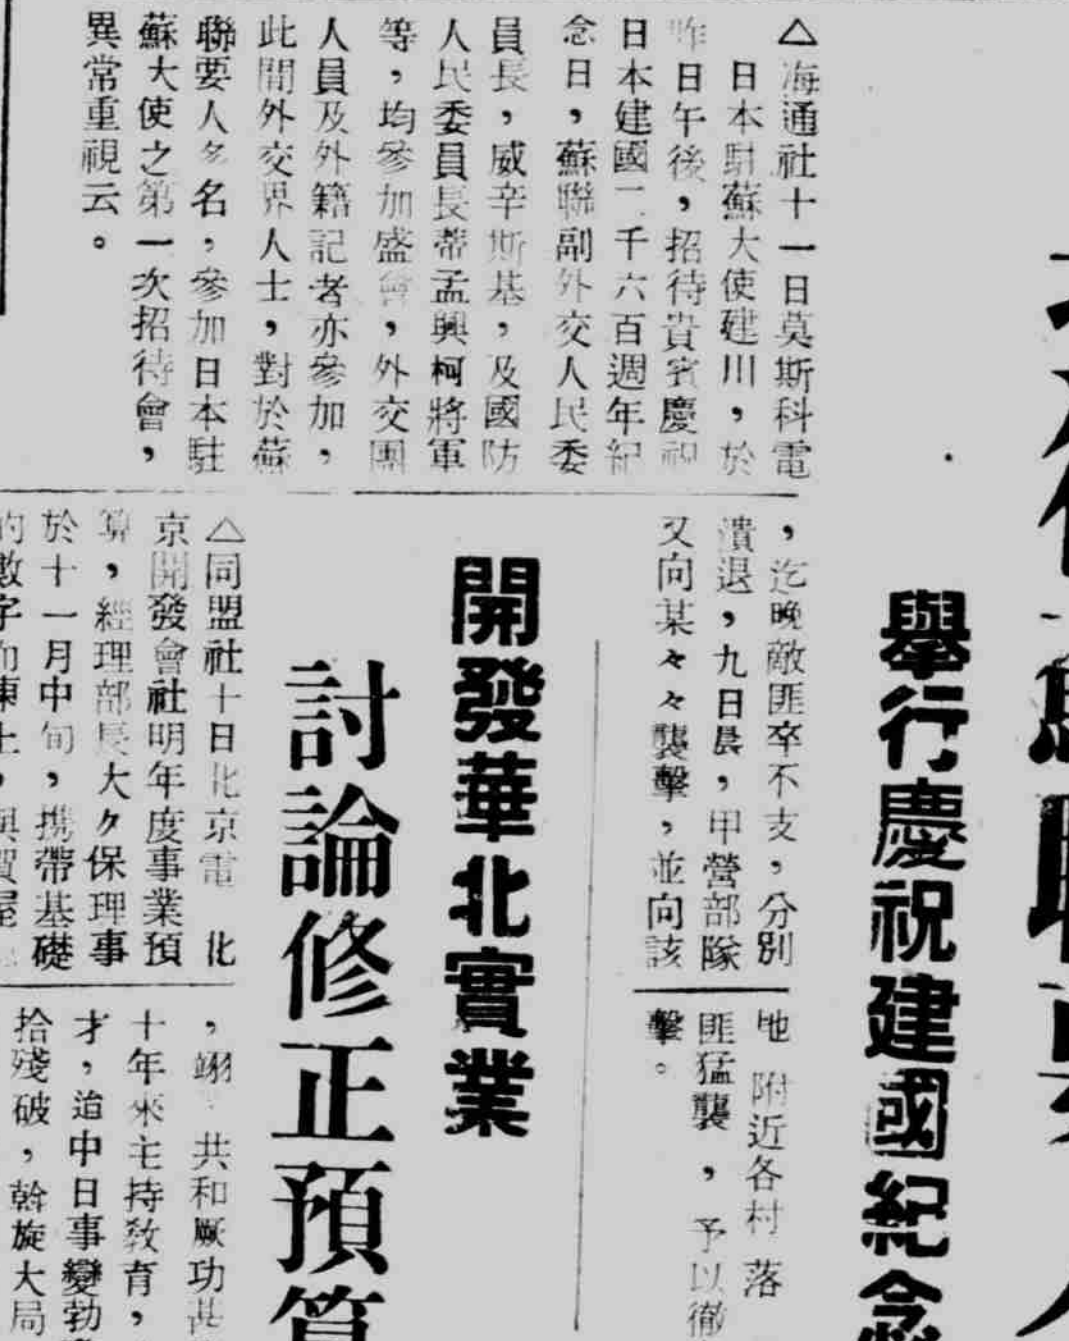 舉行慶祝建國紀念
△海通社十一日莫斯科電
日本駐蘇大使建川，於
昨日午後，招待貴賓慶祝
日本建國二千六百週年紀
念日，蘇聯副外交人民委
員長，威辛斯基，及國防
人民委員長蒂孟興柯將軍
等，均參加盛會，外交團
人員及外籍記者亦參加，
此間外交界人士，對於蘇
聯要人多名，參加日本駐
蘇大使之第一次招待會，
異常重視云。
，迄晚敵匪卒不支，分別
潰退，九日晨，甲營部隊
又向某々々襲擊，並向該
地附近各村落
匪猛襲，予以徹
擊。
開發華北實業
討論修正預算
△同盟社十日北京電　北
京開發會社明年度事業預
算，經理部長大久保理事
於十一月中旬，携帶基礎
的數字而東上，與賀屋
，翊　共和厥功甚
十年來主持敎育，
才，迨中日事變勃
拾殘破，斡旋大局